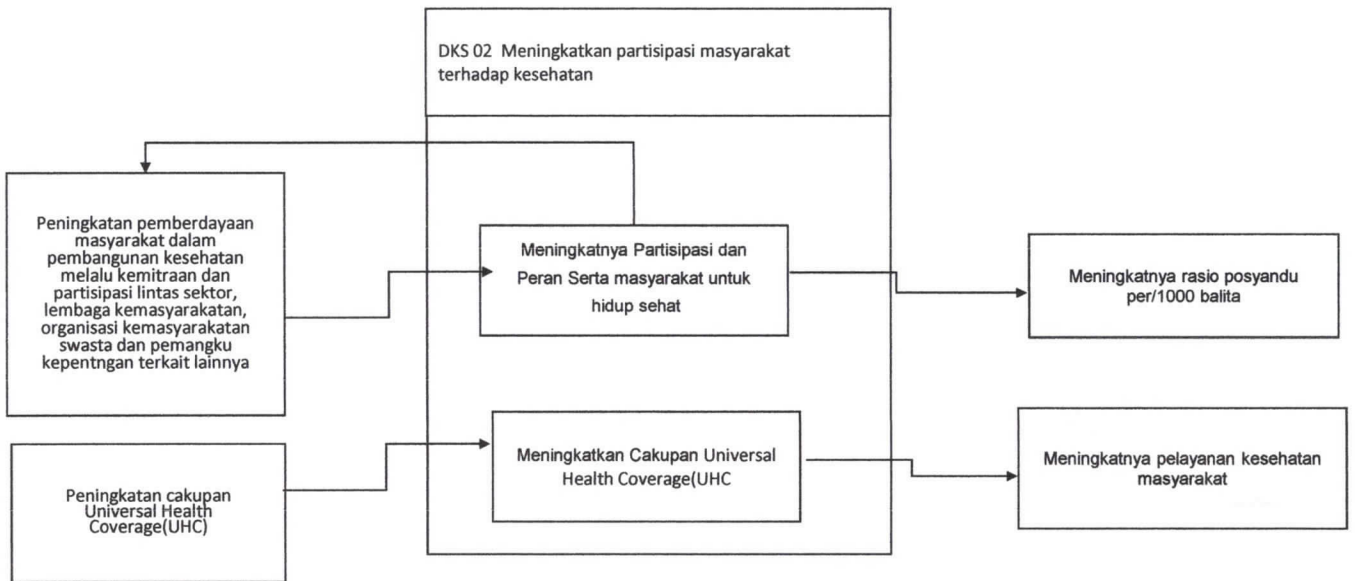 DKS 02  Meningkatkan partisipasi masyarakat
terhadap kesehatan
Peningkatan pemberdayaan
masyarakat dalam
pembangunan kesehatan
melalu kemitraan dan
partisipasi lintas sektor,
lembaga kemasyarakatan,
organisasi kemasyarakatan
swasta dan pemangku
kepentngan terkait lainnya
Meningkatnya Partisipasi dan
Peran Serta masyarakat untuk
hidup sehat
Meningkatnya rasio posyandu
per/1000 balita
Peningkatan cakupan
Universal Health
Coverage(UHC)
Meningkatkan Cakupan Universal
Health Coverage(UHC
Meningkatnya pelayanan kesehatan
masyarakat